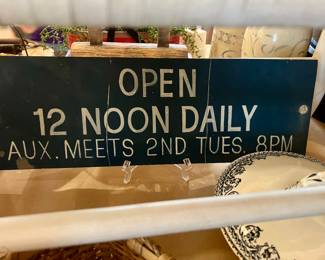 OPEN
12 NOON DAILY
AUX. MEETS 2ND TUES. 8PM